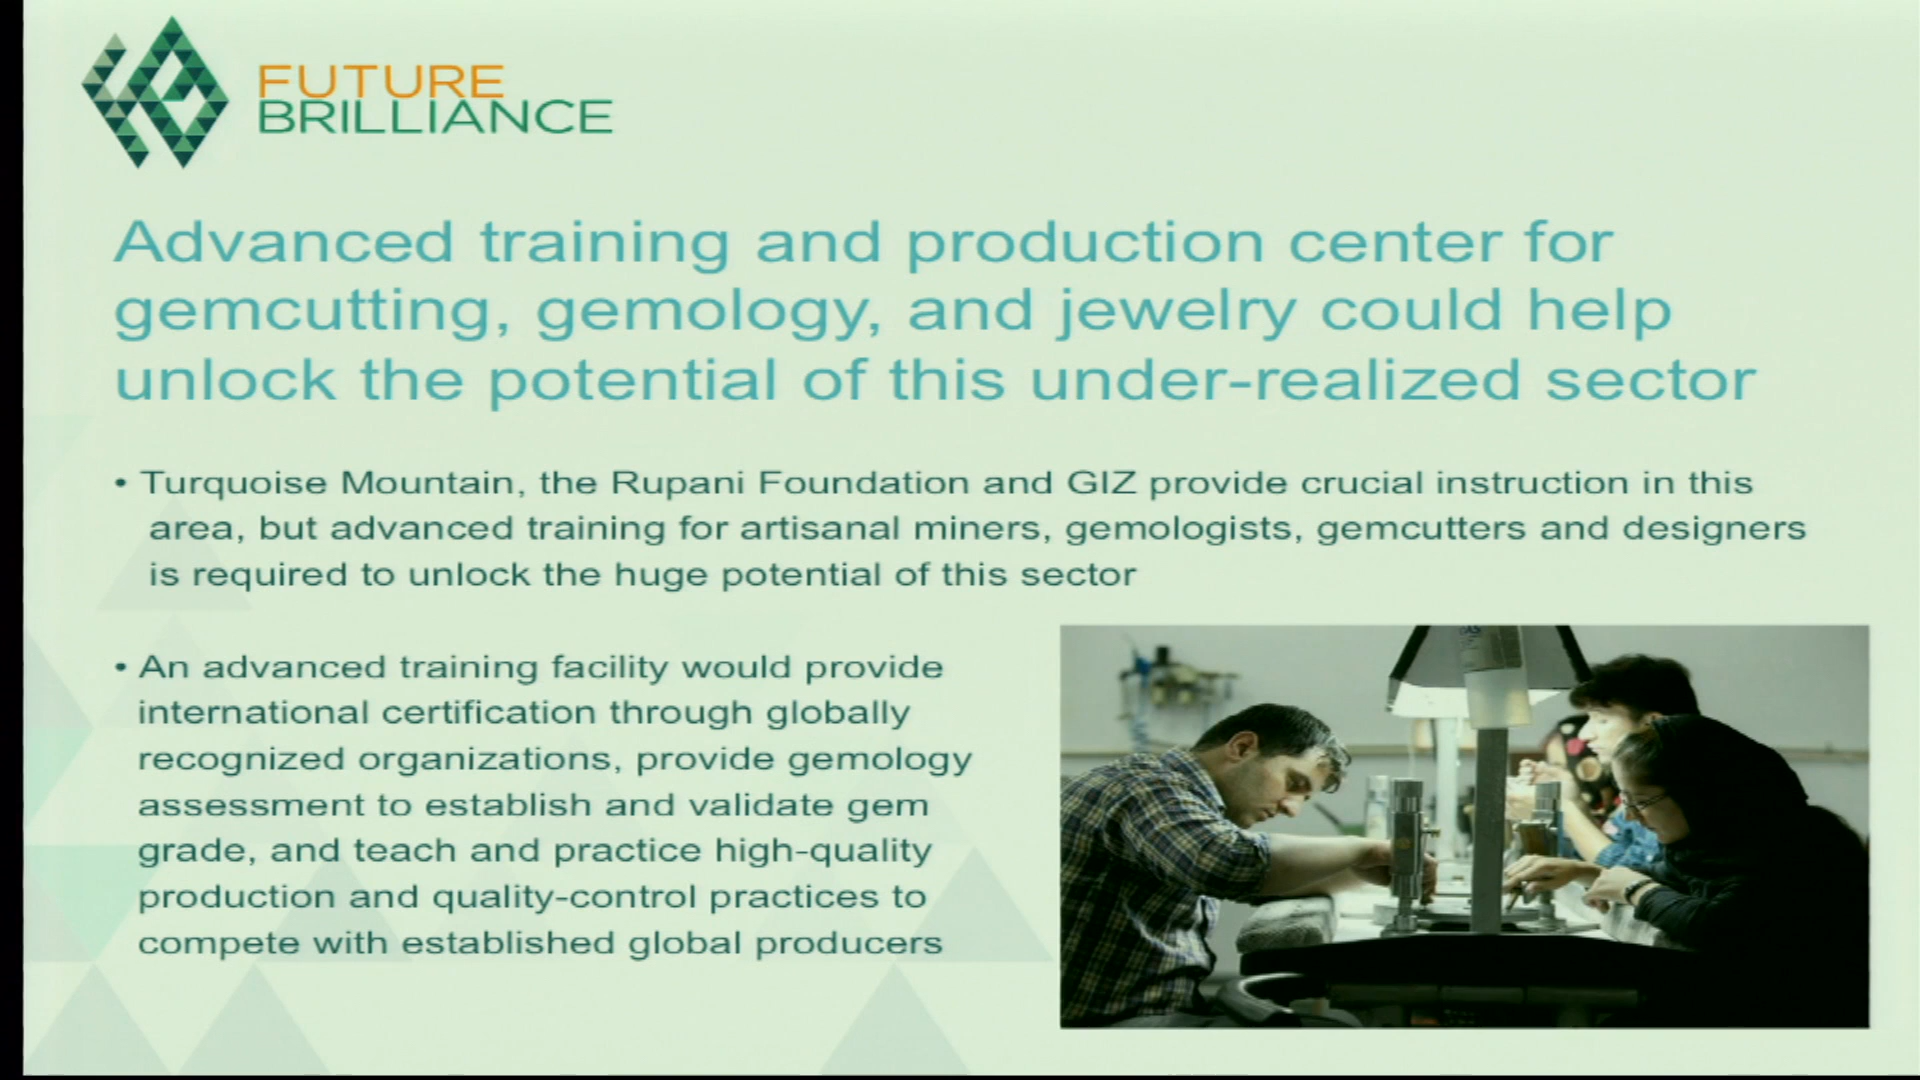 FUTURE
BRILLIANCE
Advanced training and production center for
gemcutting, gemology, and jewelry could help
unlock the potential of this under-realized sector
• Turquoise Mountain, the Rupani Foundation and GIZ provide crucial instruction in this
area, but advanced training for artisanal miners, gemologists, gemcutters and designers
is required to unlock the huge potential of this sector
• An advanced training facility would provide
international certification through globally
recognized organizations, provide gemology
assessment to establish and validate gem
grade, and teach and practice high-quality
production and quality-control practices to
compete with established global producers